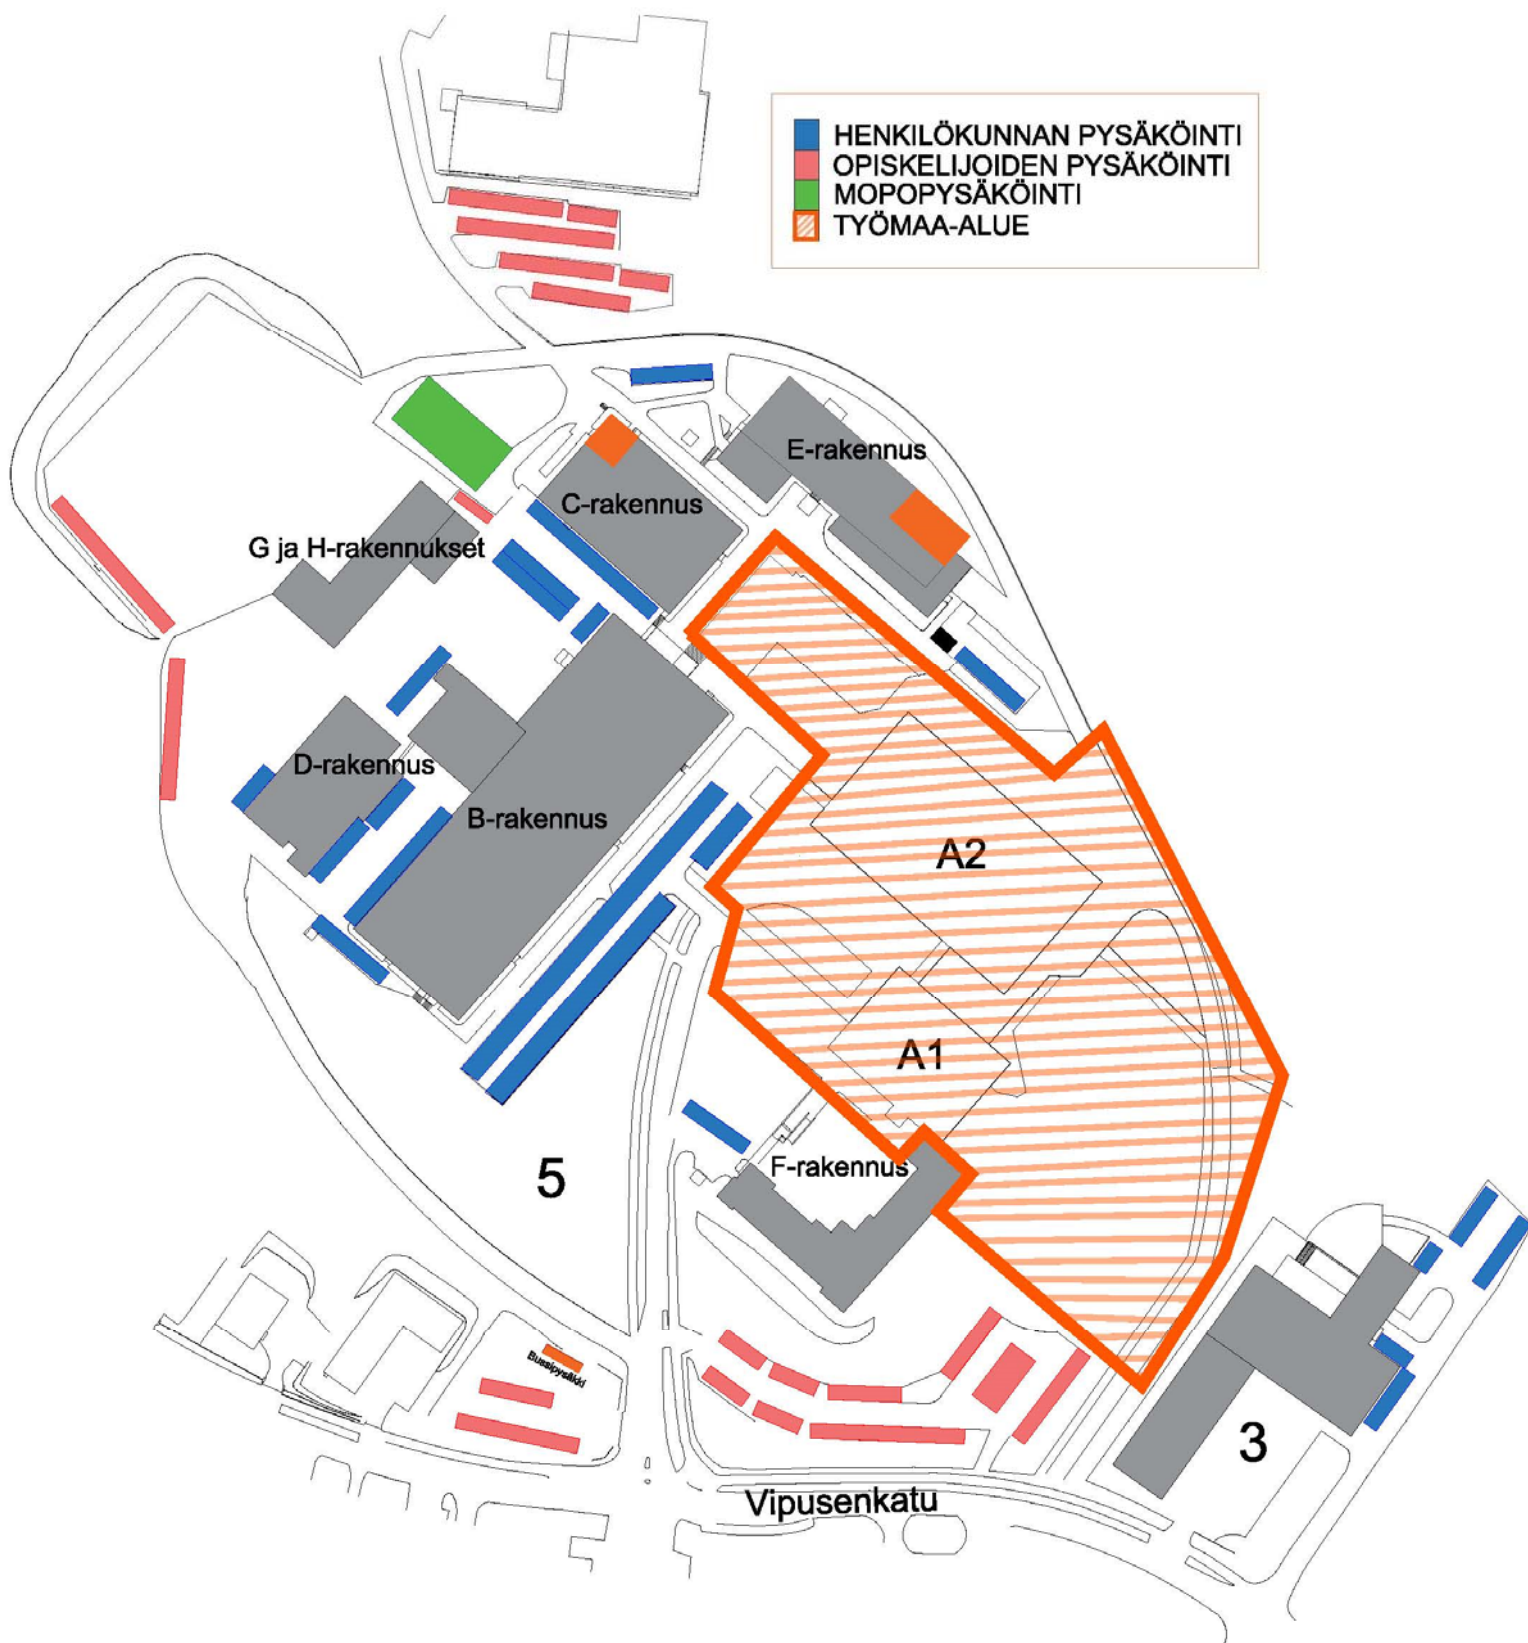 HENKILÖKUNNAN PYSÄKÖINTI
OPISKELIJOIDEN PYSÄKÖINTI
MOPOPYSÄKÖINTI
TYÖMAA-ALUE
E-rakennus
C-rakennus
G ja H-rakennukset
D-rakennus
B-rakennus
A2
A1
F-rakennus
5
Bussipysäkki
3
Vipusenkatu